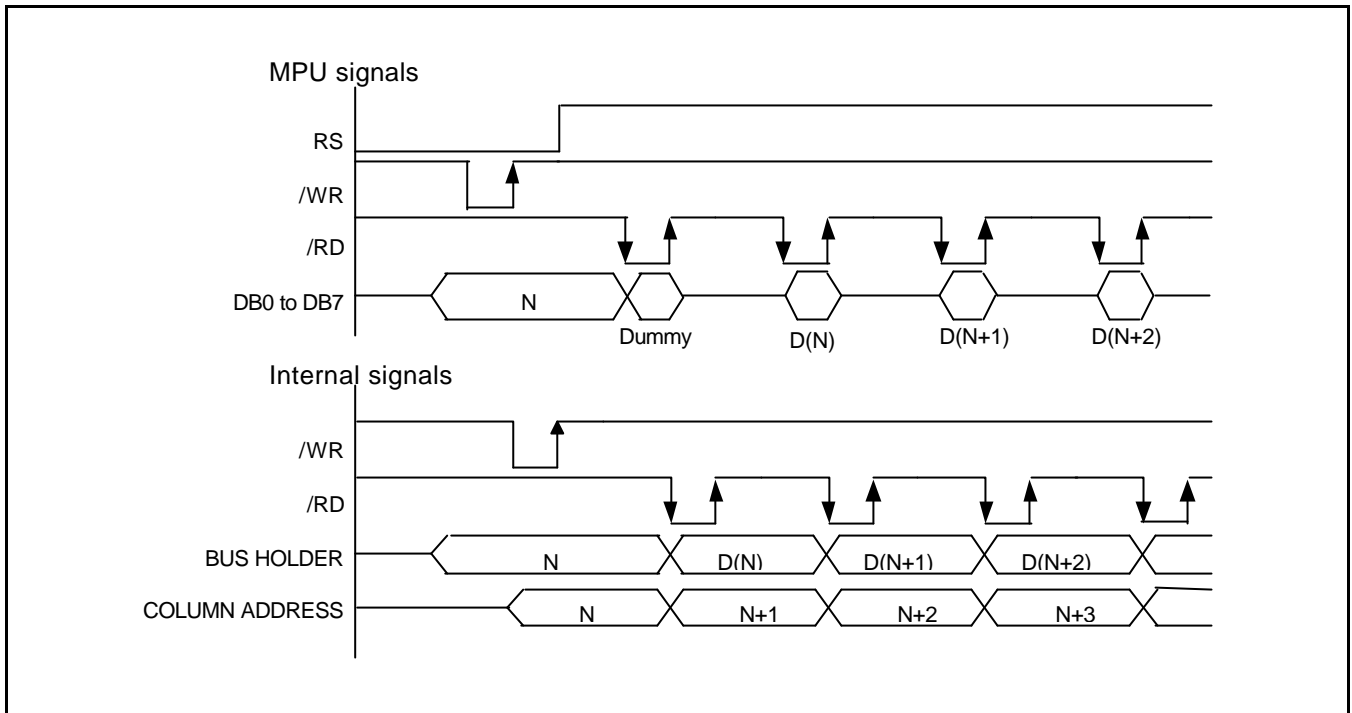 MPU signals
RS
/WR
/RD
DB0 to DB7
N
Dummy
D(N)
D(N+1)
D(N+2)
Internal signals
/WR
/RD
BUS HOLDER
N
D(N)
D(N+1)
D(N+2)
COLUMN ADDRESS
N
N+1
N+2
N+3